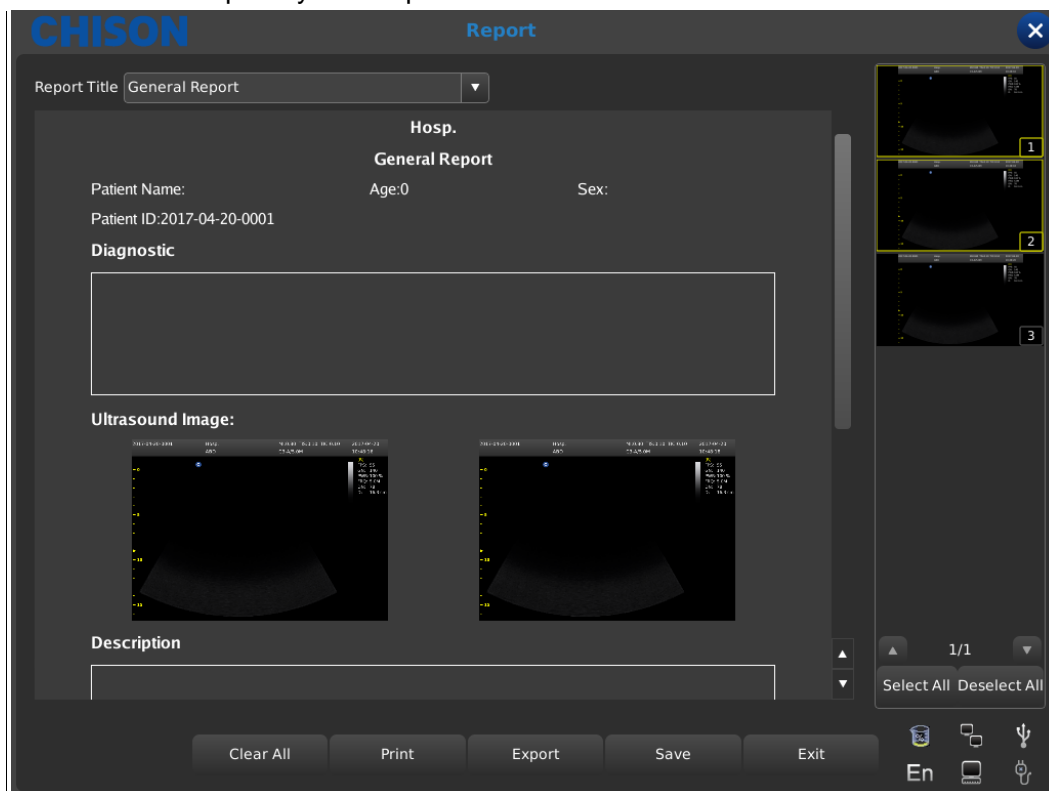 CHISON
Report
Report Title General Report
Hosp.
General Report
Patient Name: Age:0 Sex:
Patient ID:2017-04-20-0001
Diagnostic
Ultrasound Image:
Description
1
2
3
1/1
Select All Deselect All
Clear All Print Export Save Exit
En